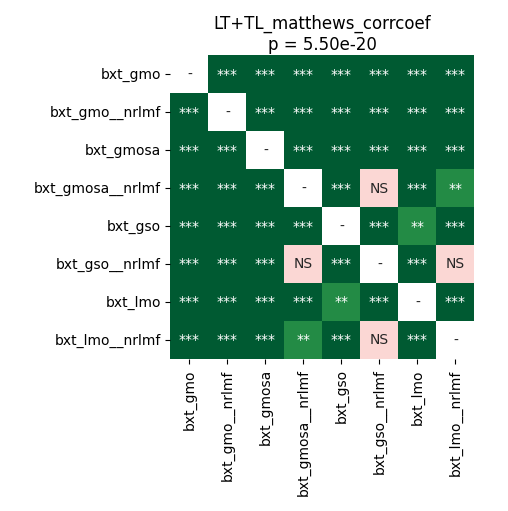 LT+TL_matthews_corrcoef
p = 5.50e-20
bxt_gmo - *** *** *** *** *** *** ***
bxt_gmo__nrlmf *** - *** *** *** *** *** ***
bxt_gmosa *** *** - *** *** *** *** ***
bxt_gmosa__nrlmf *** *** *** - *** NS *** **
bxt_gso *** *** *** *** - *** ** ***
bxt_gso__nrlmf *** *** *** NS *** - *** NS
bxt_lmo *** *** *** *** ** *** - ***
bxt_lmo__nrlmf *** *** *** ** *** NS *** -
bxt_gmo
bxt_gmo__nrlmf
bxt_gmosa
bxt_gmosa__nrlmf
bxt_gso
bxt_gso__nrlmf
bxt_lmo
bxt_lmo__nrlmf